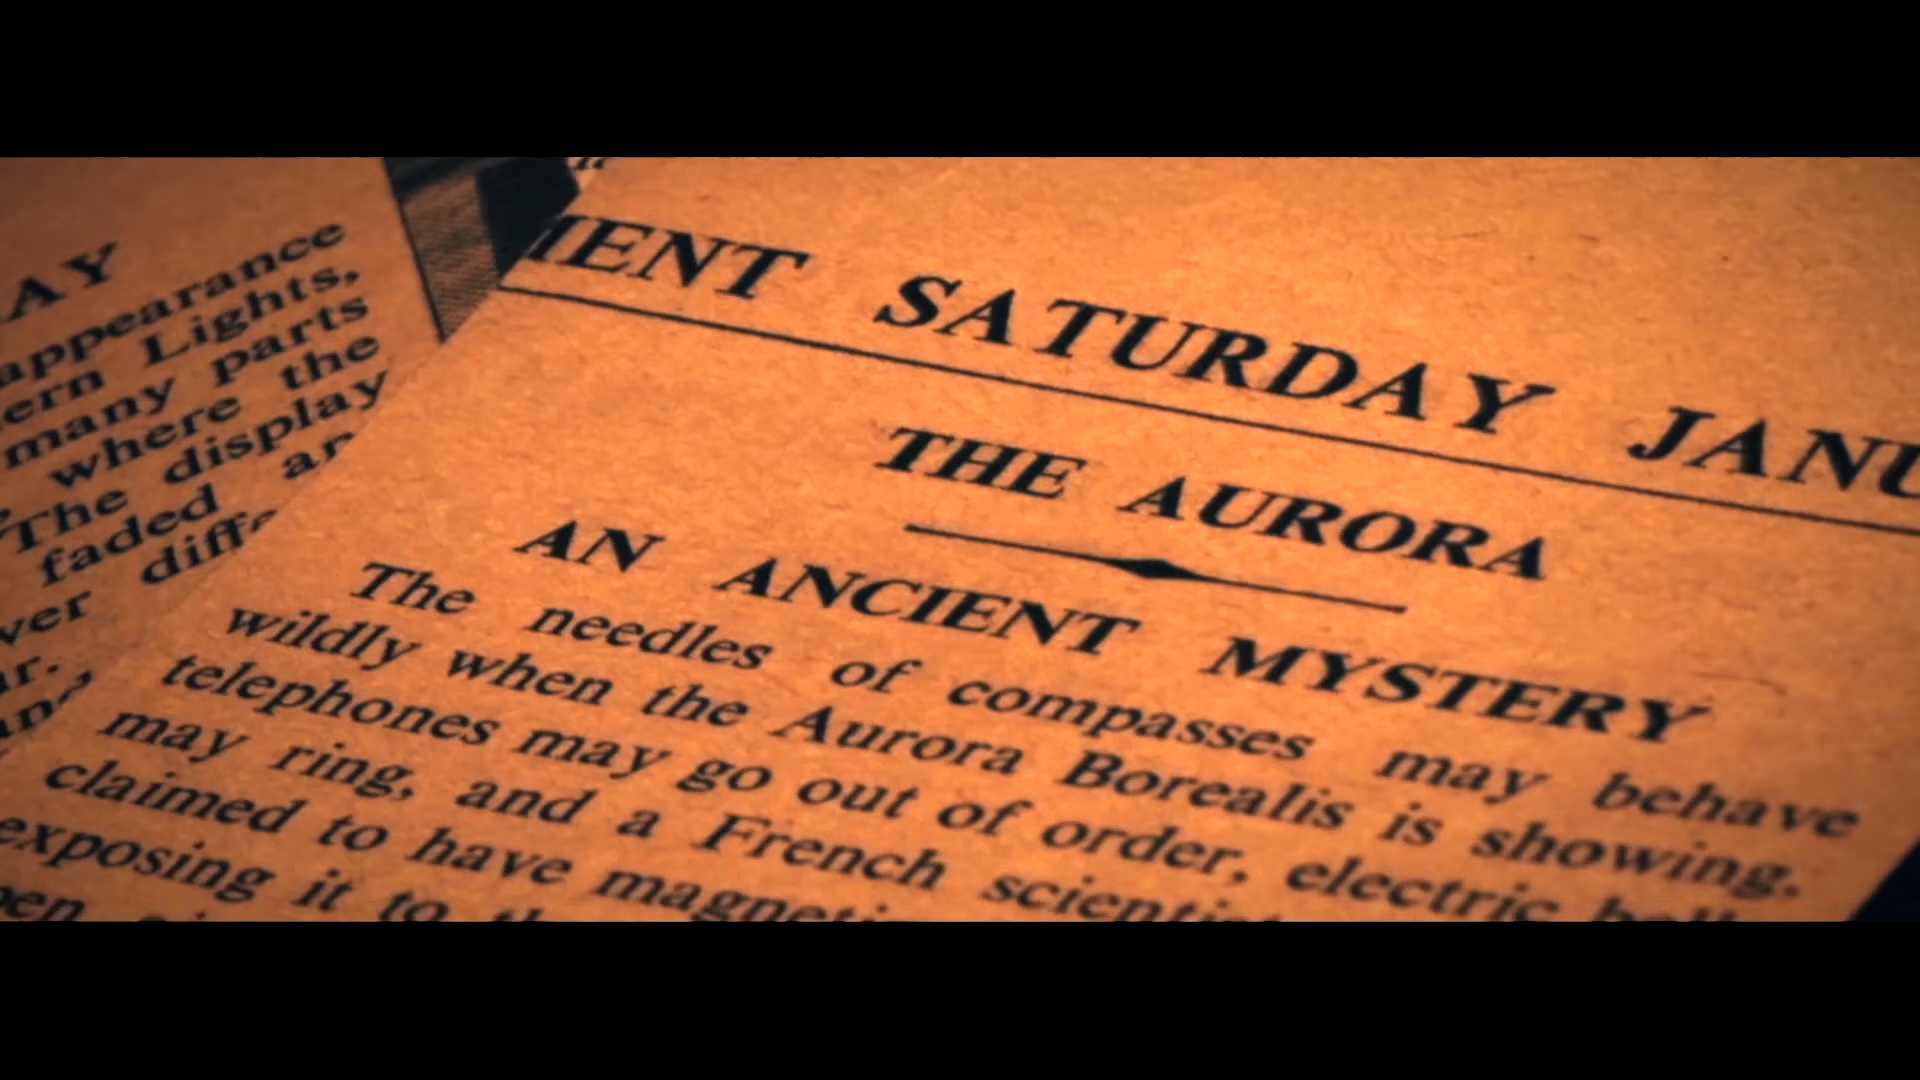 AY
appearance
ern Lights,
many parts
where the
The display
faded
ver
IENT SATURDAY JANU
THE AURORA
AN ANCIENT MYSTERY
The needles of compasses may behave
wildly when the Aurora Borealis is showing,
telephones may go out of order, electric
may ring, and a French
claimed to have
exposing it to